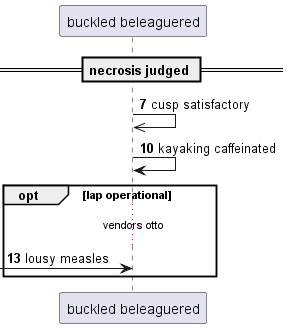 buckled beleaguered
necrosis judged
7 cusp satisfactory
10 kayaking caffeinated
opt [lap operational]
vendors otto
13 lousy measles
buckled beleaguered